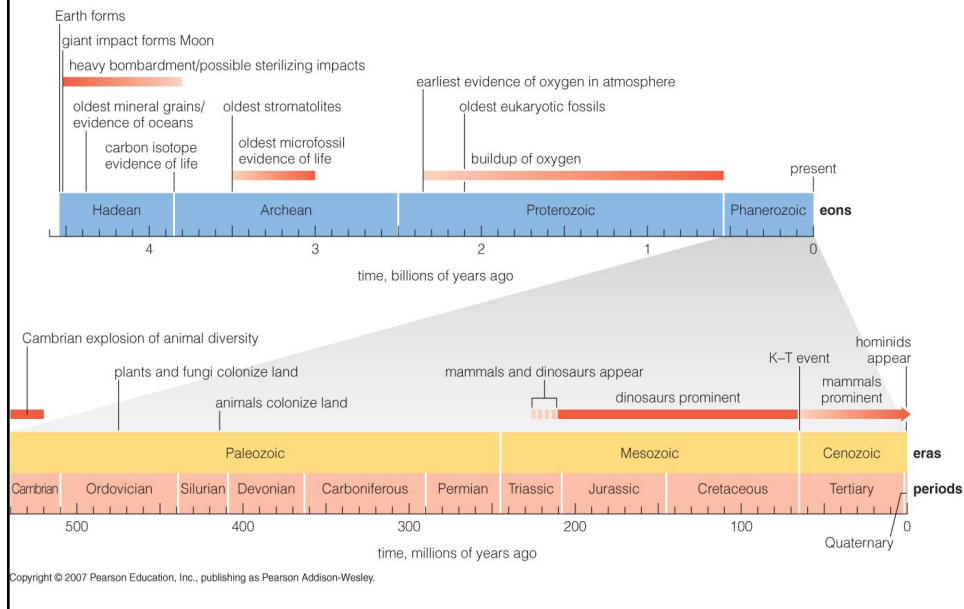 Earth forms
giant impact forms Moon
heavy bombardment/possible sterilizing impacts
earliest evidence of oxygen in atmosphere
oldest mineral grains/
evidence of oceans
oldest stromatolites
oldest eukaryotic fossils
carbon isotope
evidence of life
oldest microfossil
evidence of life
buildup of oxygen
present
Hadean
Archean
Proterozoic
Phanerozoic
eons
4
3
2
1
0
time, billions of years ago
Cambrian explosion of animal diversity
plants and fungi colonize land
animals colonize land
mammals and dinosaurs appear
dinosaurs prominent
K–T event
hominids
appear
mammals
prominent
Paleozoic
Mesozoic
Cenozoic
eras
Cambrian
Ordovician
Silurian
Devonian
Carboniferous
Permian
Triassic
Jurassic
Cretaceous
Tertiary
periods
500
400
300
200
100
0
Quaternary
time, millions of years ago
Copyright © 2007 Pearson Education, Inc., publishing as Pearson Addison-Wesley.